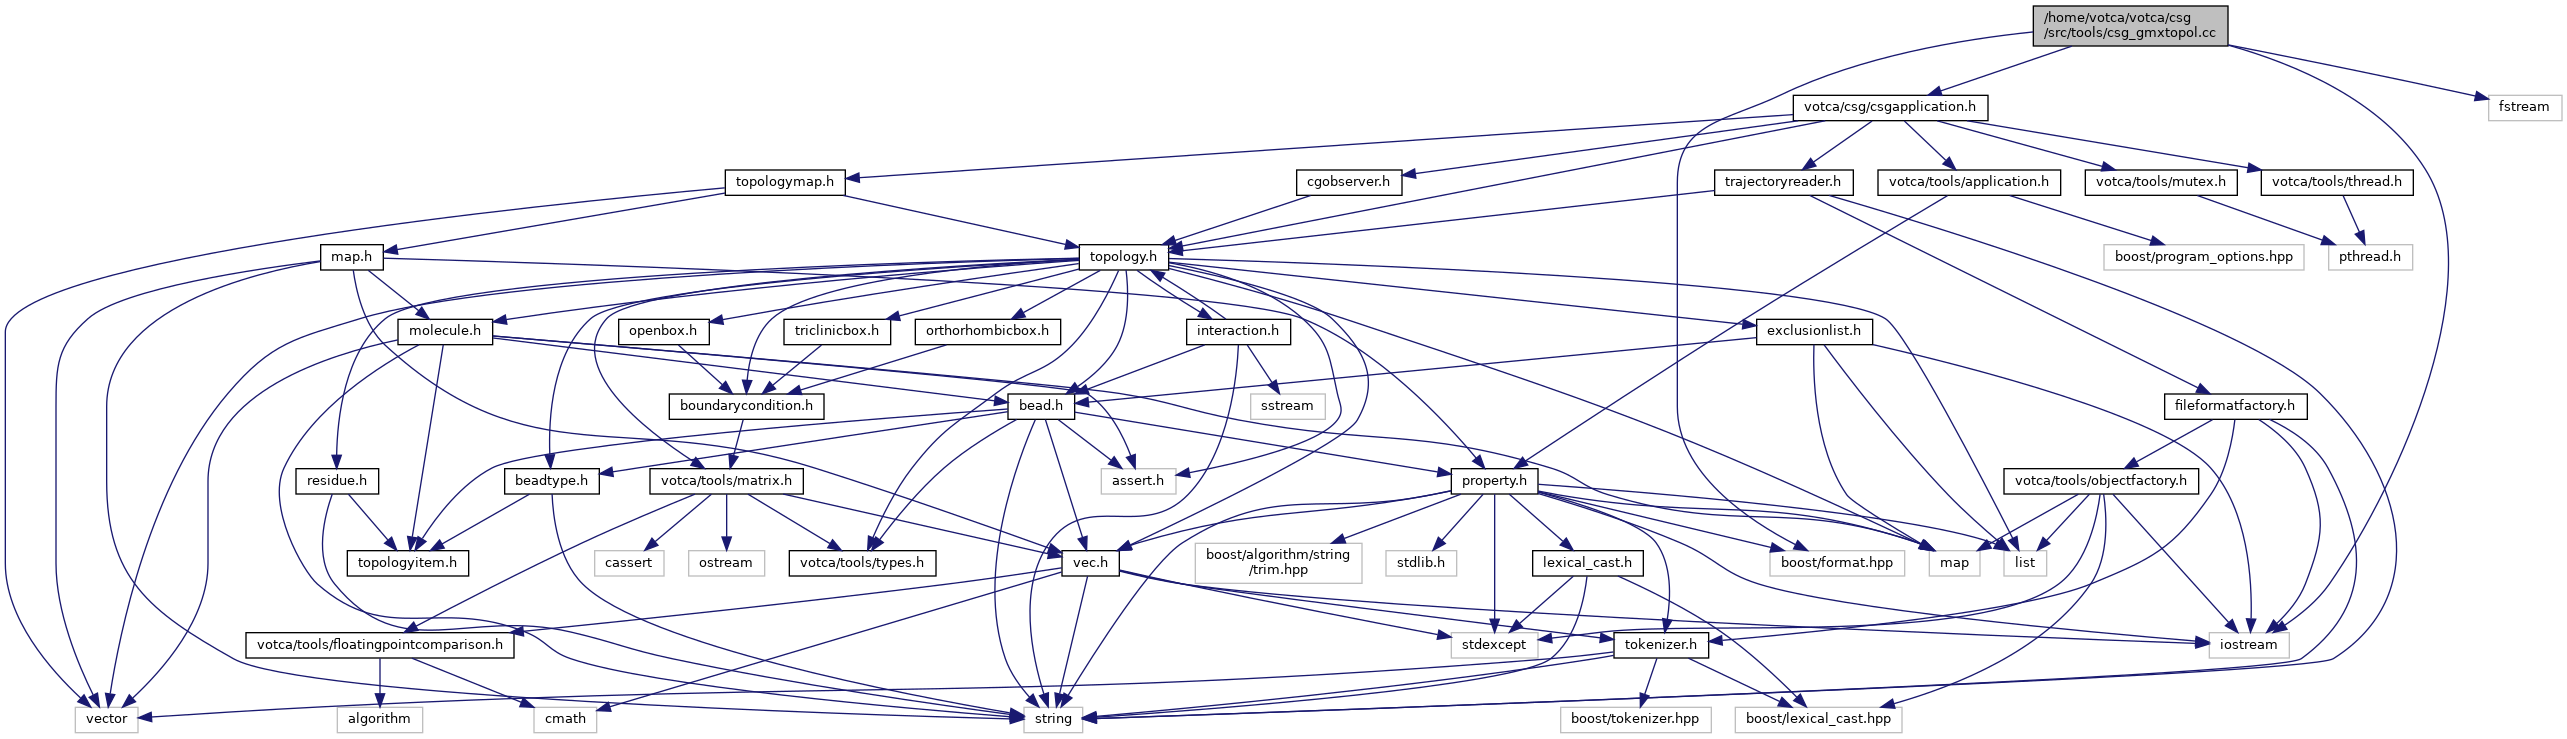 /home/votca/votca/csg
/src/tools/csg_gmxtopol.cc
votca/csg/csgapplication.h
fstream
topologymap.h
cgobserver.h
trajectoryreader.h
votca/tools/application.h
votca/tools/mutex.h
votca/tools/thread.h
map.h
topology.h
boost/program_options.hpp
pthread.h
molecule.h
openbox.h
triclinicbox.h
orthorhombicbox.h
interaction.h
exclusionlist.h
boundarycondition.h
bead.h
sstream
fileformatfactory.h
residue.h
beadtype.h
votca/tools/matrix.h
assert.h
property.h
votca/tools/objectfactory.h
topologyitem.h
cassert
ostream
votca/tools/types.h
vec.h
boost/algorithm/string
/trim.hpp
stdlib.h
lexical_cast.h
boost/format.hpp
map
list
votca/tools/floatingpointcomparison.h
stdexcept
tokenizer.h
iostream
vector
algorithm
cmath
string
boost/tokenizer.hpp
boost/lexical_cast.hpp